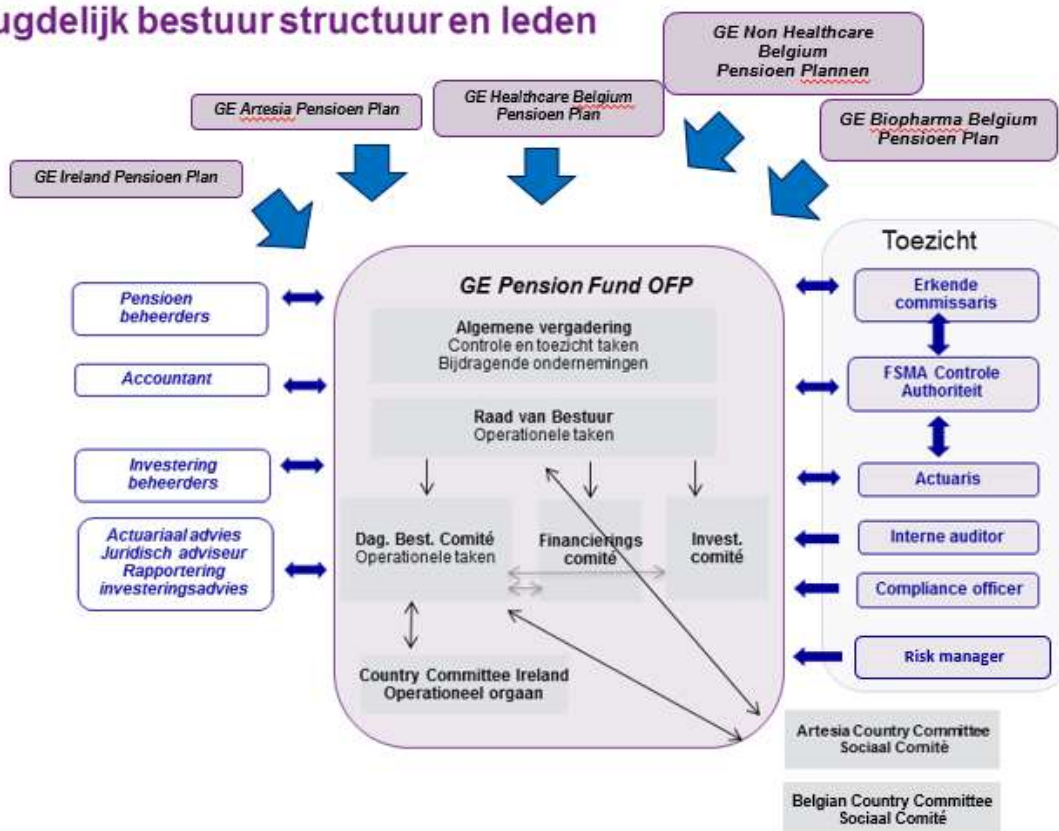 ugdelijk bestuur structuur en leden
GE Non Healthcare
Belgium
Pensioen Plannen
GE Artesia Pensioen Plan
GE Healthcare Belgium
Pensioen Plan
GE Biopharma Belgium
Pensioen Plan
GE Ireland Pensioen Plan
Toezicht
GE Pension Fund OFP
Pensioen
beheerders
Algemene vergadering
Controle en toezicht taken
Bijdragende ondernemingen
Erkende
commissaris
Accountant
FSMA Controle
Authoriteit
Raad van Bestuur
Operationele taken
Investering
beheerders
Actuaris
Actuariaal advies
Juridisch adviseur
Rapportering
investeringsadvies
Dag. Best. Comité
Operationele taken
Financierings
comité
Invest.
comité
Interne auditor
Compliance officer
Risk manager
Country Committee Ireland
Operationeel orgaan
Artesia Country Committee
Sociaal Comitè
Belgian Country Committee
Sociaal Comité